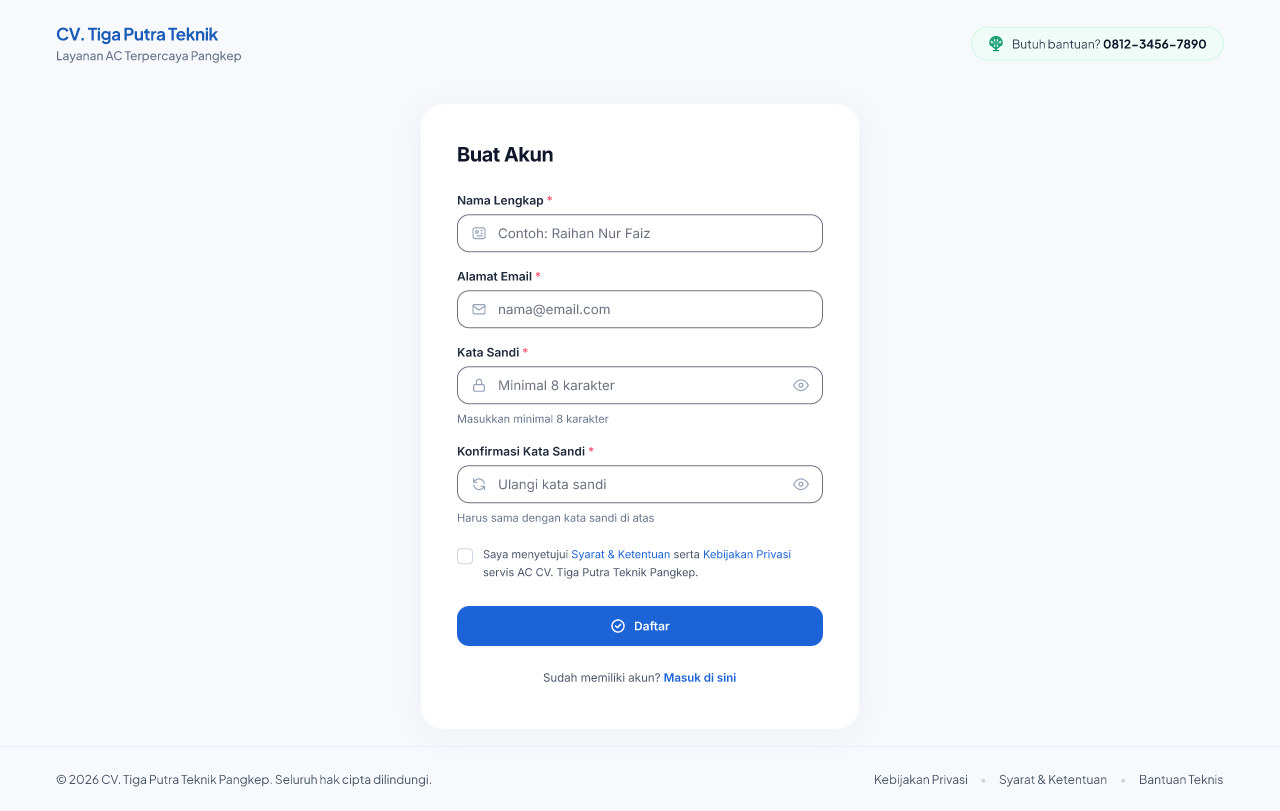 CV. Tiga Putra Teknik
Layanan AC Terpercaya Pangkep
Butuh bantuan? 0812-3456-7890
Buat Akun
Nama Lengkap *
Contoh: Raihan Nur Faiz
Alamat Email *
nama@email.com
Kata Sandi *
Minimal 8 karakter
Masukkan minimal 8 karakter
Konfirmasi Kata Sandi *
Ulangi kata sandi
Harus sama dengan kata sandi di atas
Saya menyetujui Syarat & Ketentuan serta Kebijakan Privasi
servis AC CV. Tiga Putra Teknik Pangkep.
Daftar
Sudah memiliki akun? Masuk di sini
© 2026 CV. Tiga Putra Teknik Pangkep. Seluruh hak cipta dilindungi.
Kebijakan Privasi • Syarat & Ketentuan • Bantuan Teknis